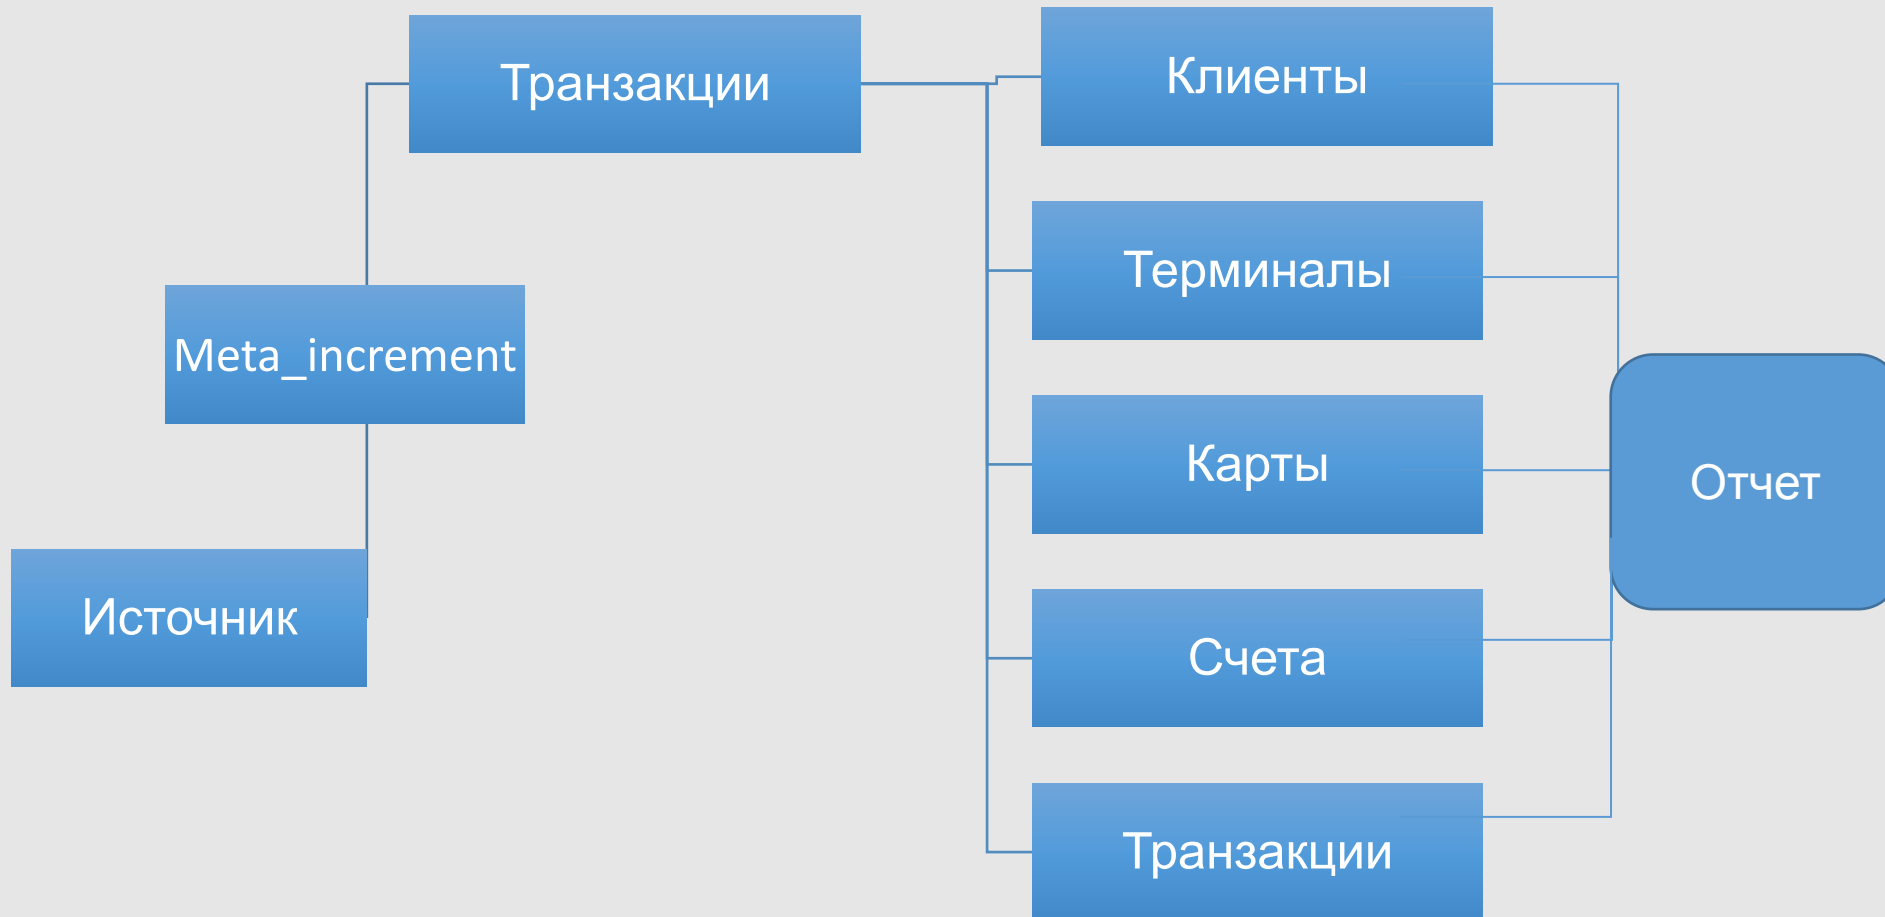 Транзакции
Клиенты
Терминалы
Meta_increment
Карты
Отчет
Источник
Счета
Транзакции